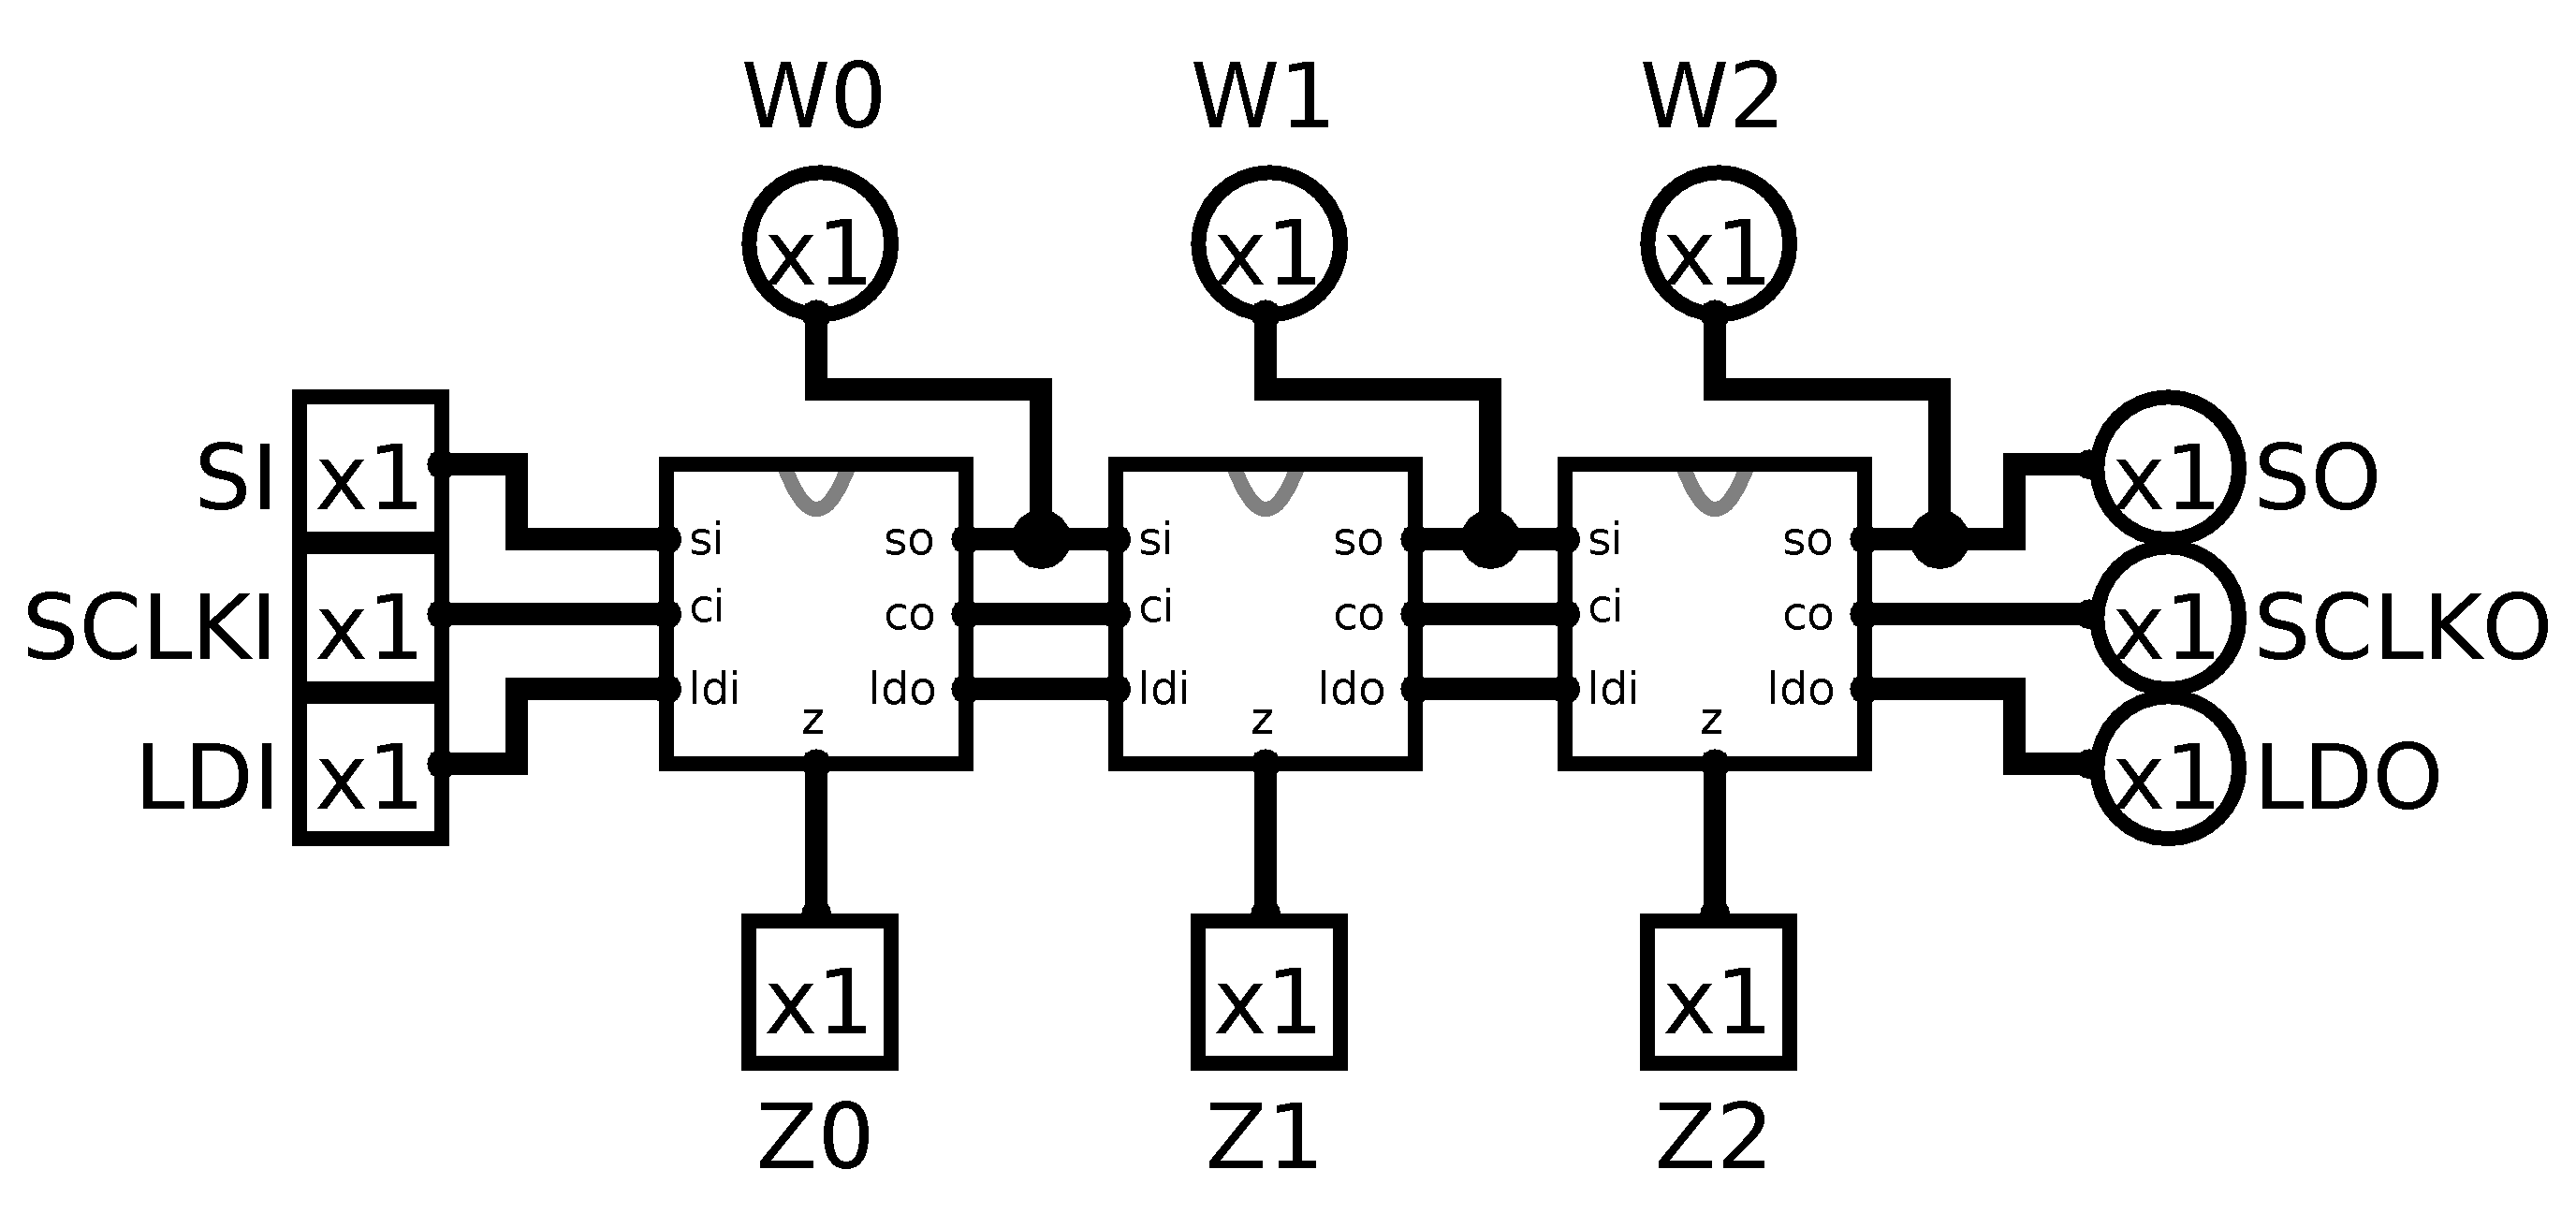 W0 W1 W2
x1 x1 x1
SI x1 x1 SO
si so si so si so
SCLKI x1 ci co ci co ci co x1 SCLKO
ldi ldo ldi ldo ldi ldo
z z z
LDI x1 x1 LDO
x1 x1 x1
Z0 Z1 Z2